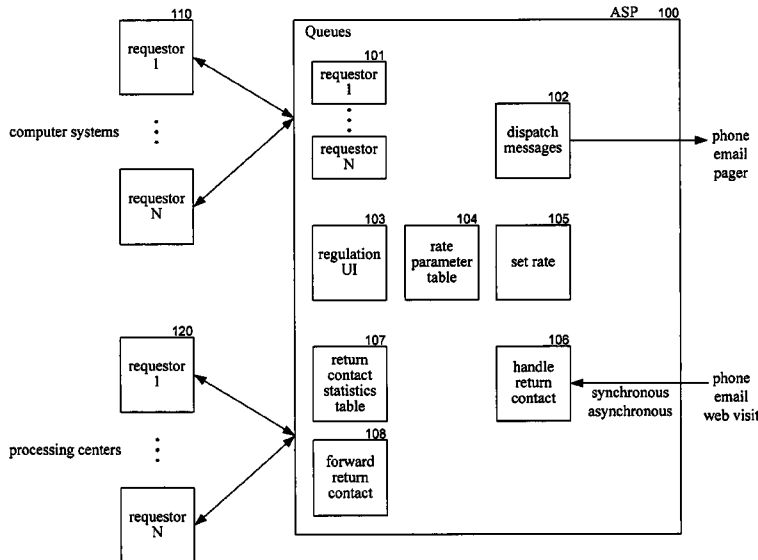 110
requestor
1
computer systems
requestor
N
120
requestor
1
processing centers
requestor
N
ASP 100
Queues
101
requestor
1
requestor
N
102
dispatch
messages
phone
email
pager
103
regulation
UI
104
rate
parameter
table
105
set rate
107
return
contact
statistics
table
106
handle
return
contact
synchronous
asynchronous
phone
email
web visit
108
forward
return
contact